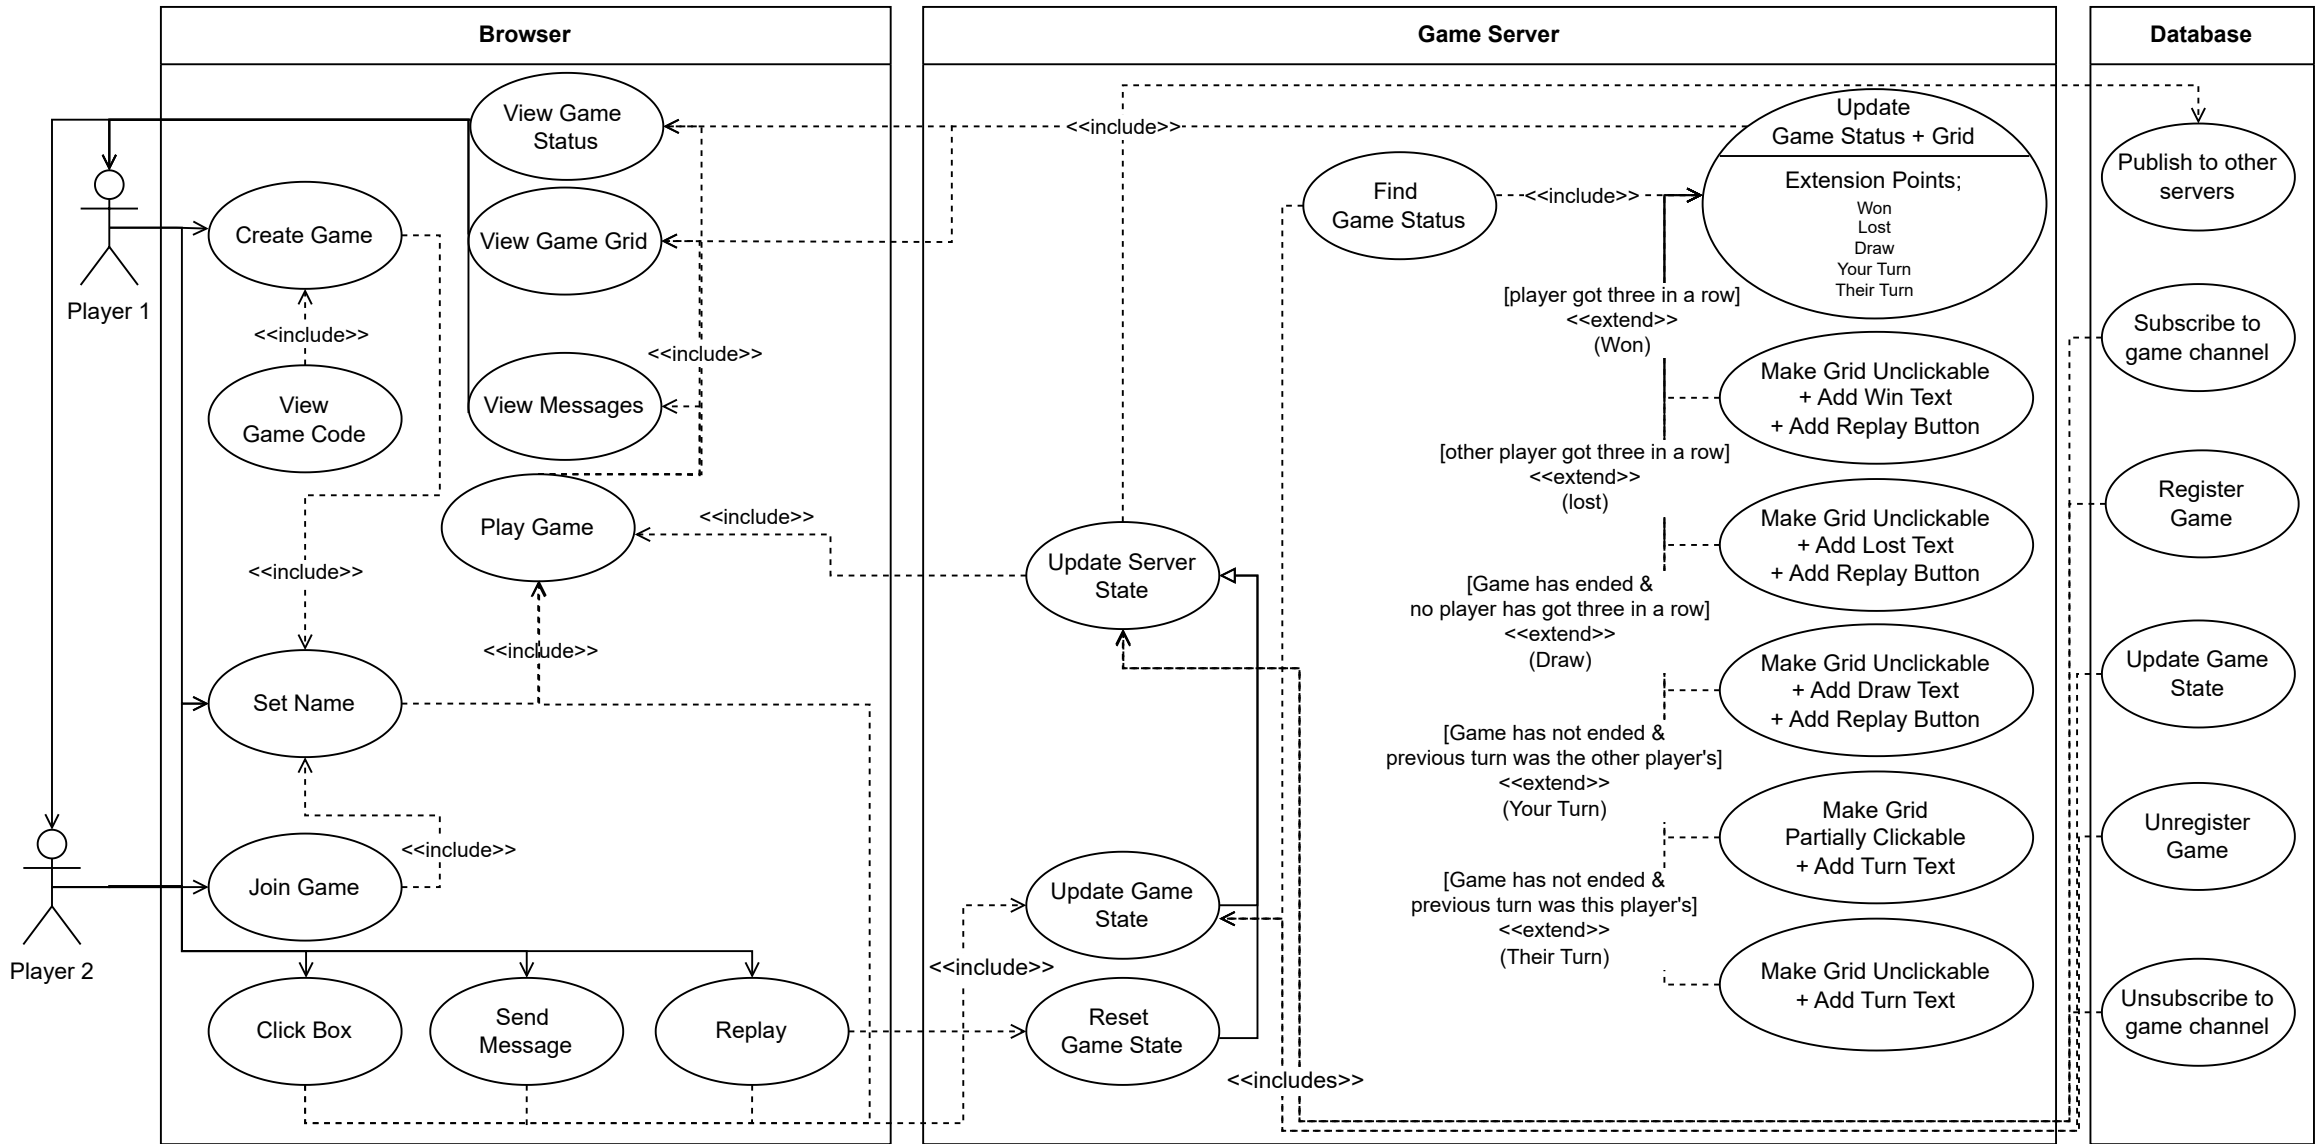 Browser
Game Server
Database
View Game
Status
Create Game
View Game Grid
Player 1
<<include>>
View
Game Code
View Messages
<<include>>
Play Game
<<include>>
<<include>>
<<include>>
Set Name
<<include>>
Join Game
Player 2
Click Box
Send
Message
Replay
<<include>>
Find
Game Status
<<include>>
Update
Game Status + Grid
Extension Points;
Won
Lost
Draw
Your Turn
Their Turn
[player got three in a row]
<<extend>>
(Won)
Make Grid Unclickable
+ Add Win Text
+ Add Replay Button
[other player got three in a row]
<<extend>>
(lost)
Make Grid Unclickable
+ Add Lost Text
+ Add Replay Button
Update Server
State
[Game has ended &
no player has got three in a row]
<<extend>>
(Draw)
Make Grid Unclickable
+ Add Draw Text
+ Add Replay Button
[Game has not ended &
previous turn was the other player's]
<<extend>>
(Your Turn)
Make Grid
Partially Clickable
+ Add Turn Text
[Game has not ended &
previous turn was this player's]
<<extend>>
(Their Turn)
Make Grid Unclickable
+ Add Turn Text
Update Game
State
<<include>>
Reset
Game State
<<includes>>
Publish to other
servers
Subscribe to
game channel
Register
Game
Update Game
State
Unregister
Game
Unsubscribe to
game channel